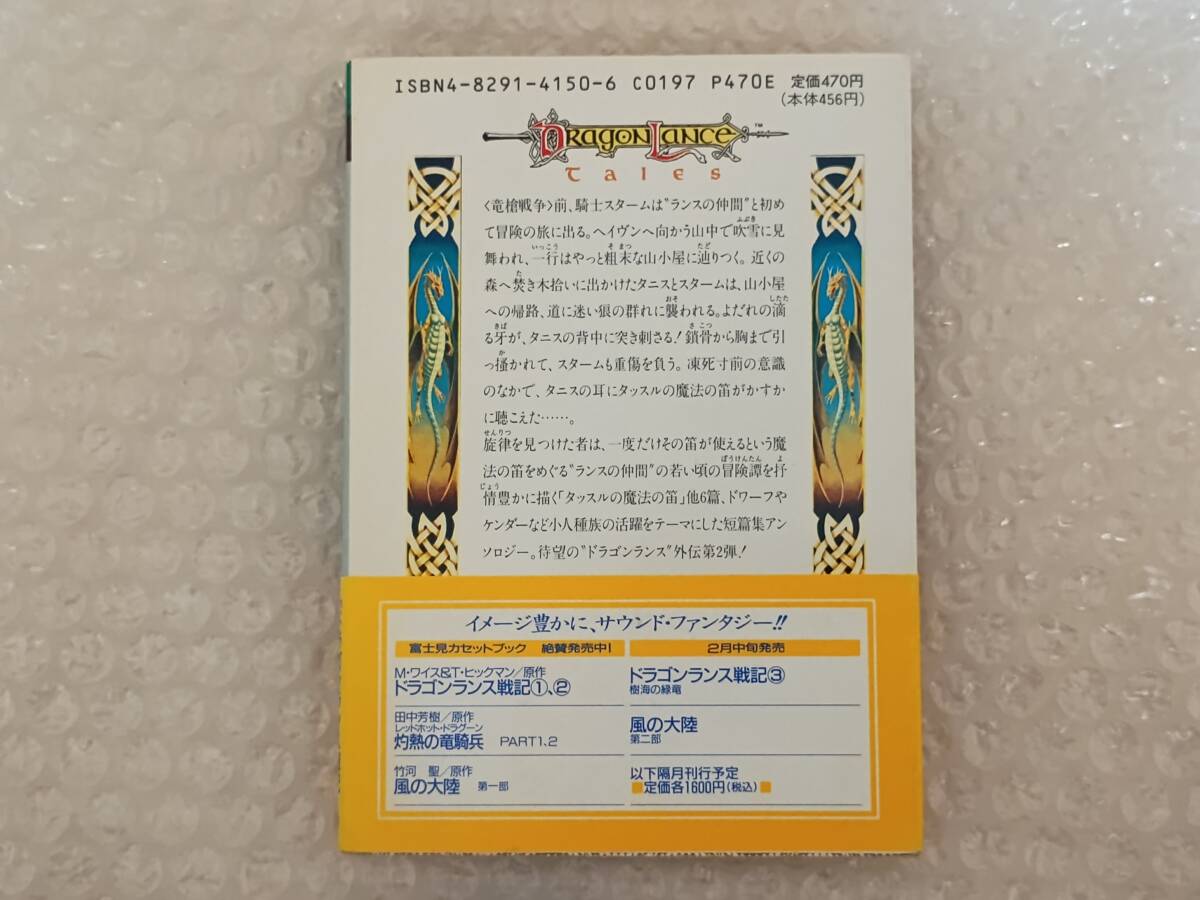 ISBN4-8291-4150-6 C0197 P470E 定価470円
(本体456円)
DRAGONLANCE™
Tales
〈竜槍戦争〉前、騎士スタームは“ランスの仲間”と初め
て冒険の旅に出る。ヘイヴンへ向かう山中で吹雪に見
舞われ、一行はやっと粗末な山小屋に辿りつく。近くの
森へ焚き木拾いに出かけたタニスとスタームは、山小屋
への帰路、道に迷い狼の群れに襲われる。よだれの滴
る牙が、タニスの背中に突き刺さる!鎖骨から胸まで引
っ掻かれて、スタームも重傷を負う。凍死寸前の意識
のなかで、タニスの耳にタッスルの魔法の笛がかすか
に聴こえた……。
旋律を見つけた者は、一度だけその笛が使えるという魔
法の笛をめぐる“ランスの仲間”の若い頃の冒険譚を抒
情豊かに描く「タッスルの魔法の笛」他6篇、ドワーフや
ケンダーなど小人種族の活躍をテーマにした短篇集アン
ソロジー。待望の“ドラゴンランス”外伝第2弾!
イメージ豊かに、サウンド・ファンタジー!!
富士見カセットブック 絶賛発売中!
M・ワイス&T・ヒックマン/原作
ドラゴンランス戦記①、②
田中芳樹/原作
レッドホット・ドラグーン
灼熱の竜騎兵 PART1、2
竹河 聖/原作
風の大陸 第一部
2月中旬発売
ドラゴンランス戦記③
樹海の緑竜
風の大陸
第二部
以下隔月刊行予定
■定価各1600円(税込)■